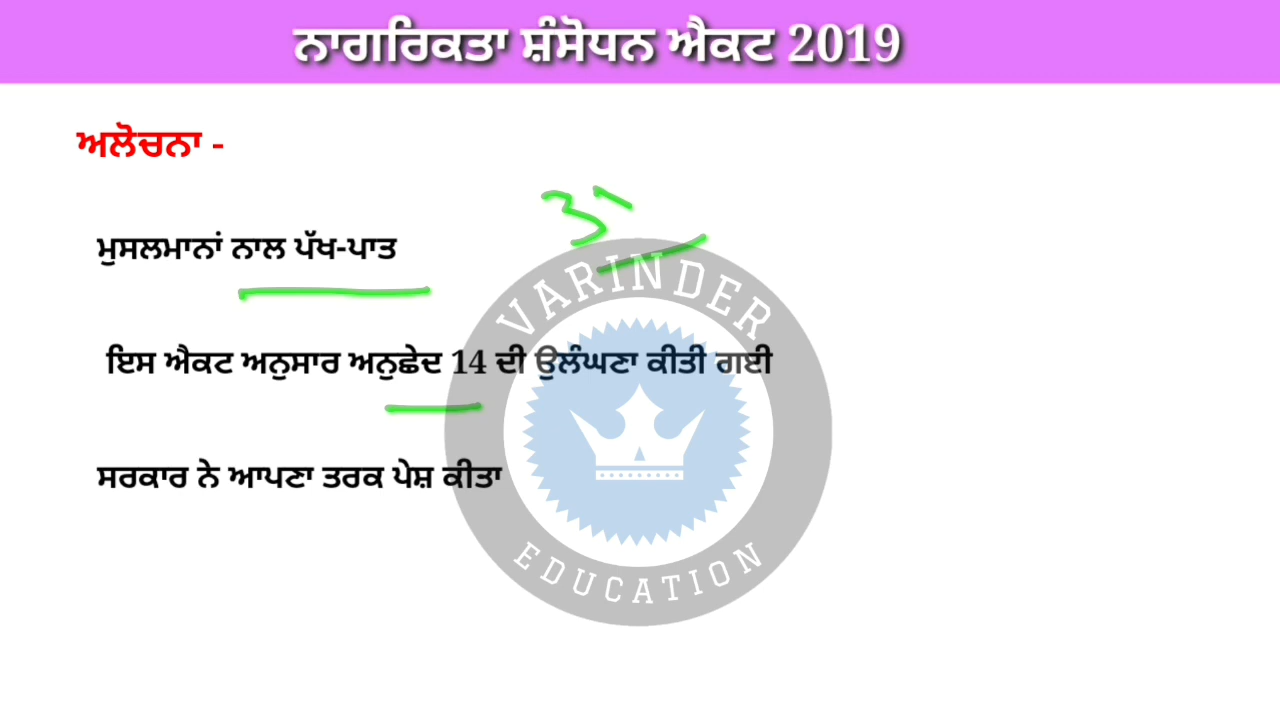 ਨਾਗਰਿਕਤਾ ਸ਼ੰਸੋਧਨ ਐਕਟ 2019
ਅਲੋਚਨਾ -
ਮੁਸਲਮਾਨਾਂ ਨਾਲ ਪੱਖ-ਪਾਤ
ਇਸ ਐਕਟ ਅਨੁਸਾਰ ਅਨੁਛੇਦ 14 ਦੀ ਉਲੰਘਣਾ ਕੀਤੀ ਗਈ
ਸਰਕਾਰ ਨੇ ਆਪਣਾ ਤਰਕ ਪੇਸ਼ ਕੀਤਾ
VARINDER
EDUCATION